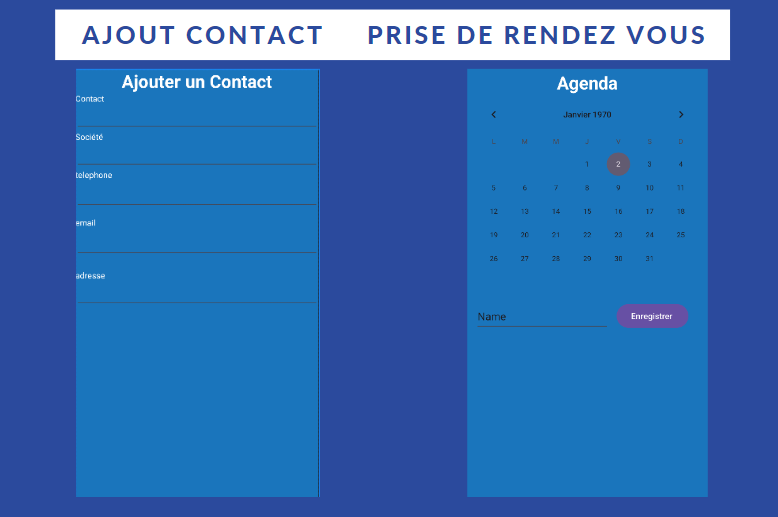 AJOUT CONTACT
PRISE DE RENDEZ VOUS
Ajouter un Contact
Contact
Société
telephone
email
adresse
Agenda
Janvier 1970
L M M J V S D
1 2 3 4
5 6 7 8 9 10 11
12 13 14 15 16 17 18
19 20 21 22 23 24 25
26 27 28 29 30 31
Name
Enregistrer